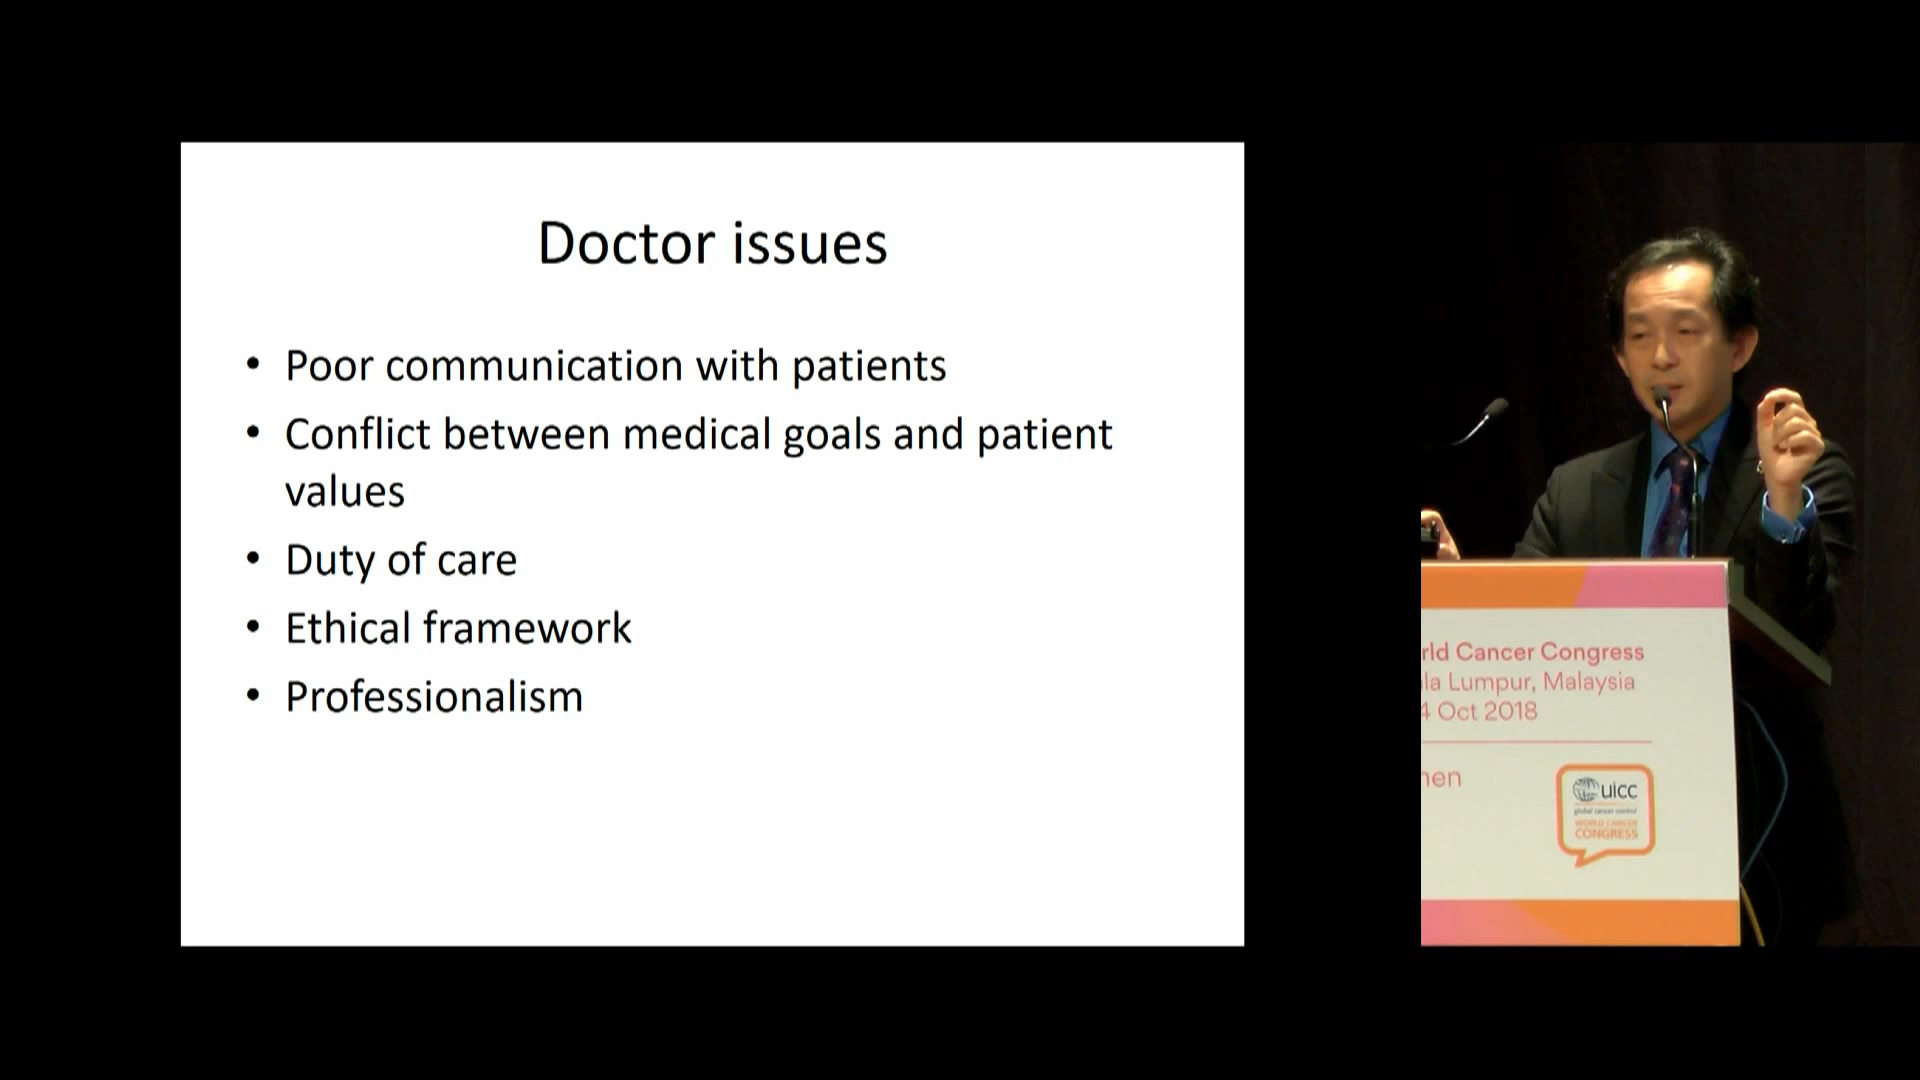 Doctor issues
• Poor communication with patients
• Conflict between medical goals and patient
values
• Duty of care
• Ethical framework
• Professionalism
rld Cancer Congress
la Lumpur, Malaysia
4 Oct 2018
uicc
global cancer control
WORLD CANCER
CONGRESS